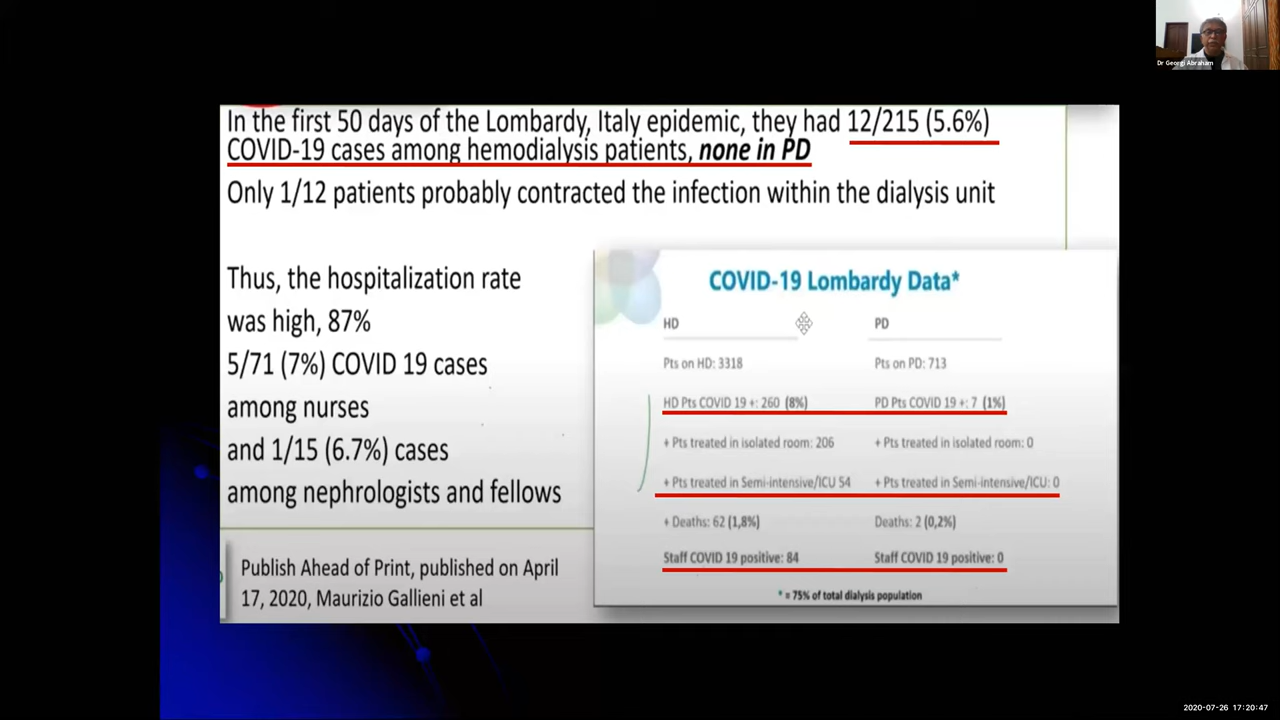 Dr Georgi Abraham
In the first 50 days of the Lombardy, Italy epidemic, they had 12/215 (5.6%)
COVID-19 cases among hemodialysis patients, none in PD
Only 1/12 patients probably contracted the infection within the dialysis unit
Thus, the hospitalization rate
was high, 87%
5/71 (7%) COVID 19 cases
among nurses
and 1/15 (6.7%) cases
among nephrologists and fellows
Publish Ahead of Print, published on April
17, 2020, Maurizio Gallieni et al
COVID-19 Lombardy Data*
HD PD
Pts on HD: 3318 Pts on PD: 713
HD Pts COVID 19 +: 260 (8%) PD Pts COVID 19 +: 7 (1%)
+ Pts treated in isolated room: 206 + Pts treated in isolated room: 0
+ Pts treated in Semi-intensive/ICU 54 + Pts treated in Semi-intensive/ICU: 0
+ Deaths: 62 (1,8%) Deaths: 2 (0,2%)
Staff COVID 19 positive: 84 Staff COVID 19 positive: 0
* = 75% of total dialysis population
2020-07-26 17:20:47